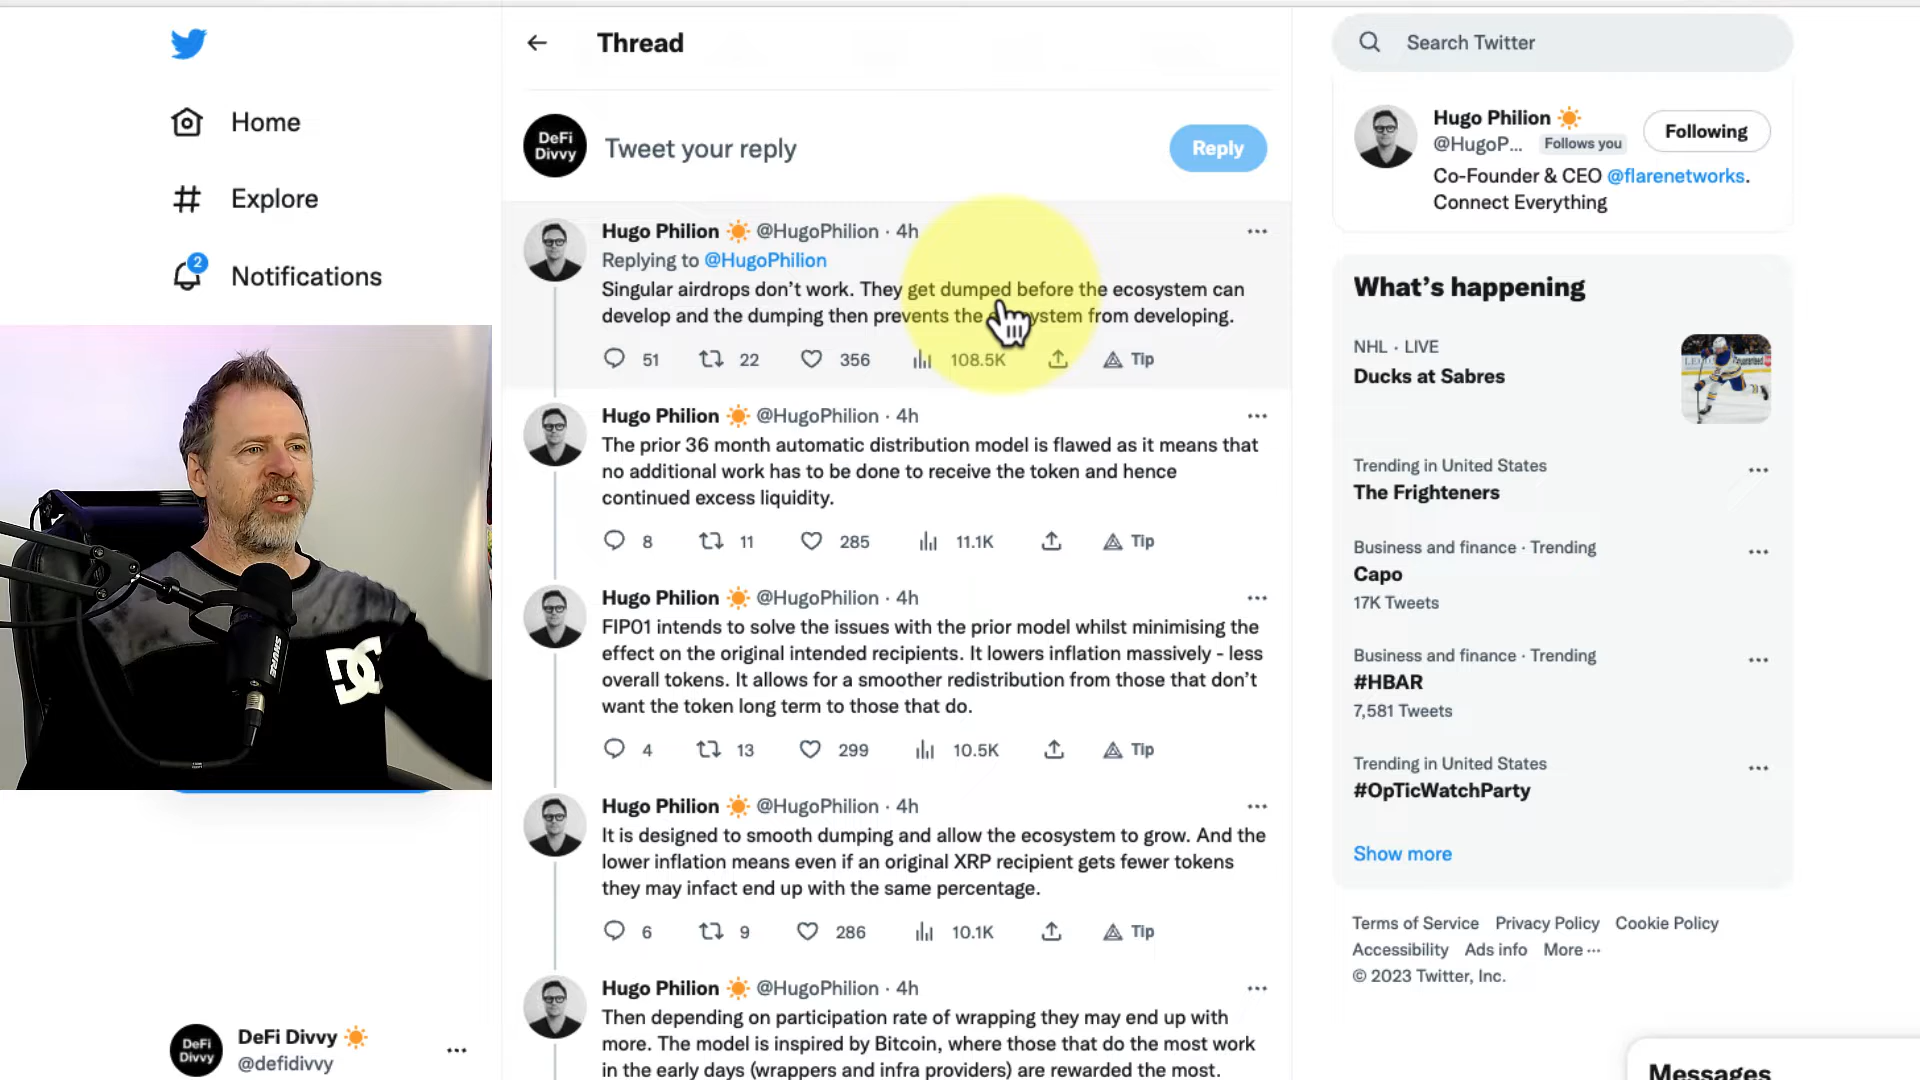 Home
Explore
2
Notifications
DC
SHURE
DeFi
Divvy
DeFi Divvy
@defidivvy
Thread
DeFi
Divvy
Tweet your reply
Reply
Hugo Philion @HugoPhilion · 4h
Replying to @HugoPhilion
Singular airdrops don't work. They get dumped before the ecosystem can
develop and the dumping then prevents the ystem from developing.
51 22 356 108.5K Tip
Hugo Philion @HugoPhilion · 4h
The prior 36 month automatic distribution model is flawed as it means that
no additional work has to be done to receive the token and hence
continued excess liquidity.
8 11 285 11.1K Tip
Hugo Philion @HugoPhilion · 4h
FIP01 intends to solve the issues with the prior model whilst minimising the
effect on the original intended recipients. It lowers inflation massively - less
overall tokens. It allows for a smoother redistribution from those that don't
want the token long term to those that do.
4 13 299 10.5K Tip
Hugo Philion @HugoPhilion · 4h
It is designed to smooth dumping and allow the ecosystem to grow. And the
lower inflation means even if an original XRP recipient gets fewer tokens
they may infact end up with the same percentage.
6 9 286 10.1K Tip
Hugo Philion @HugoPhilion · 4h
Then depending on participation rate of wrapping they may end up with
more. The model is inspired by Bitcoin, where those that do the most work
in the early days (wrappers and infra providers) are rewarded the most.
Search Twitter
Hugo Philion
@HugoP... Follows you
Following
Co-Founder & CEO @flarenetworks.
Connect Everything
What's happening
NHL · LIVE
Ducks at Sabres
Trending in United States
The Frighteners
Business and finance · Trending
Capo
17K Tweets
Business and finance · Trending
#HBAR
7,581 Tweets
Trending in United States
#OpTicWatchParty
Show more
Terms of Service Privacy Policy Cookie Policy
Accessibility Ads info More ···
© 2023 Twitter, Inc.
Messages